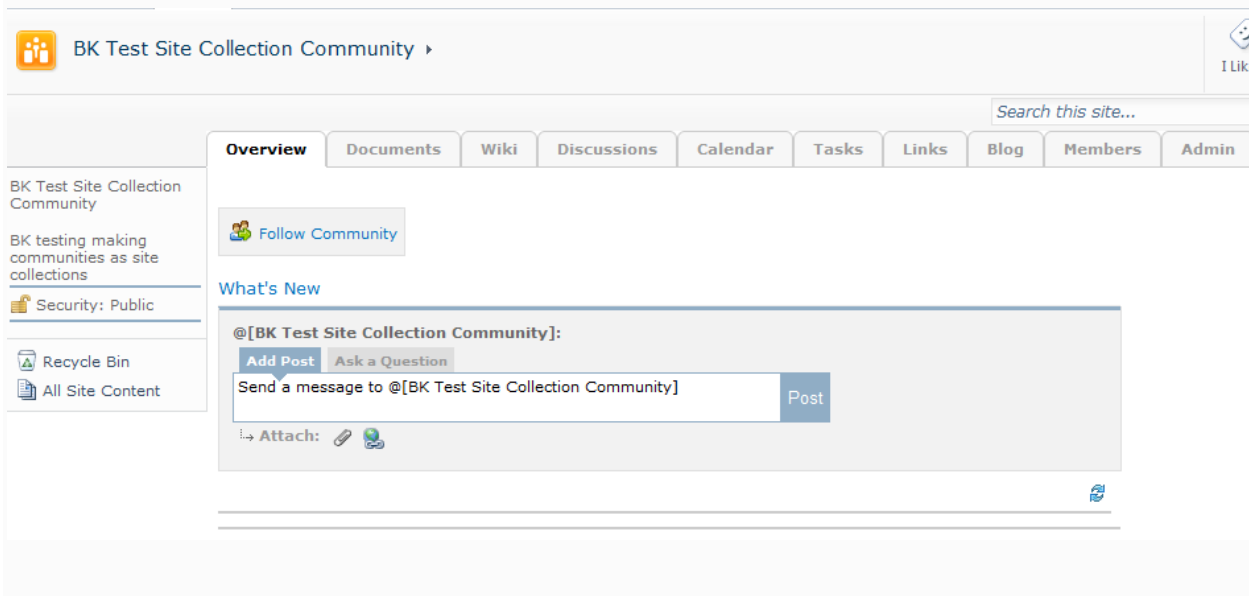 BK Test Site Collection Community
I Lik
Search this site...
Overview Documents Wiki Discussions Calendar Tasks Links Blog Members Admin
BK Test Site Collection
Community
BK testing making
communities as site
collections
Security: Public
Recycle Bin
All Site Content
Follow Community
What's New
@[BK Test Site Collection Community]:
Add Post Ask a Question
Send a message to @[BK Test Site Collection Community]
Post
Attach: